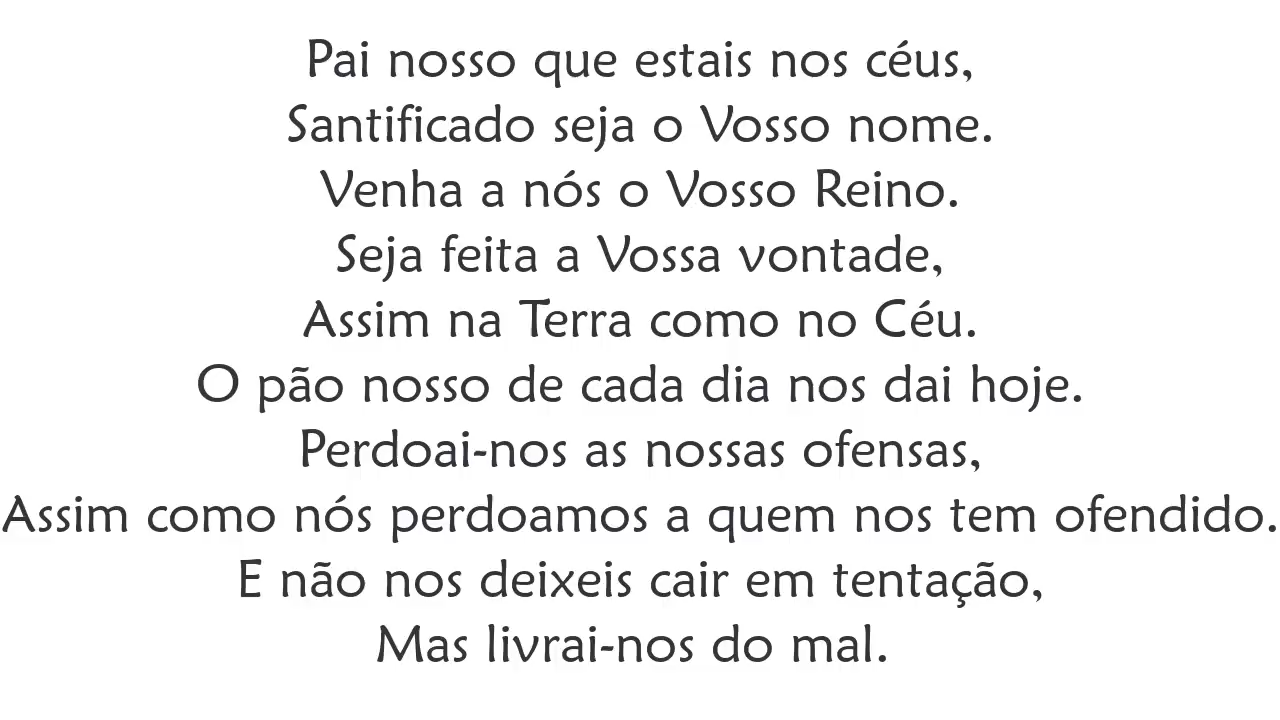 Pai nosso que estais nos céus,
Santificado seja o Vosso nome.
Venha a nós o Vosso Reino.
Seja feita a Vossa vontade,
Assim na Terra como no Céu.
O pão nosso de cada dia nos dai hoje.
Perdoai-nos as nossas ofensas,
Assim como nós perdoamos a quem nos tem ofendido.
E não nos deixeis cair em tentação,
Mas livrai-nos do mal.